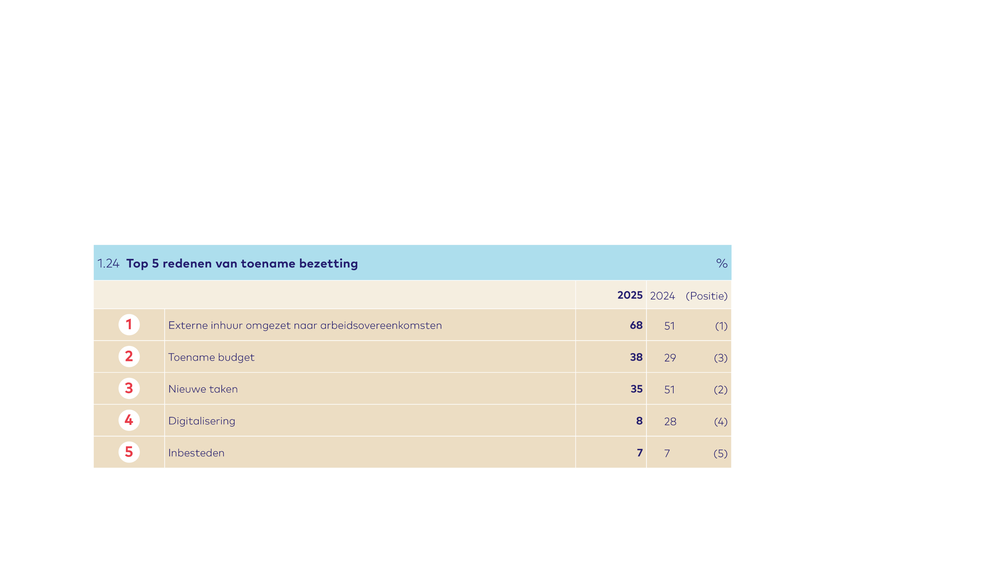 1.24 Top 5 redenen van toename bezetting %
2025 2024 (Positie)
1 Externe inhuur omgezet naar arbeidsovereenkomsten 68 51 (1)
2 Toename budget 38 29 (3)
3 Nieuwe taken 35 51 (2)
4 Digitalisering 8 28 (4)
5 Inbesteden 7 7 (5)